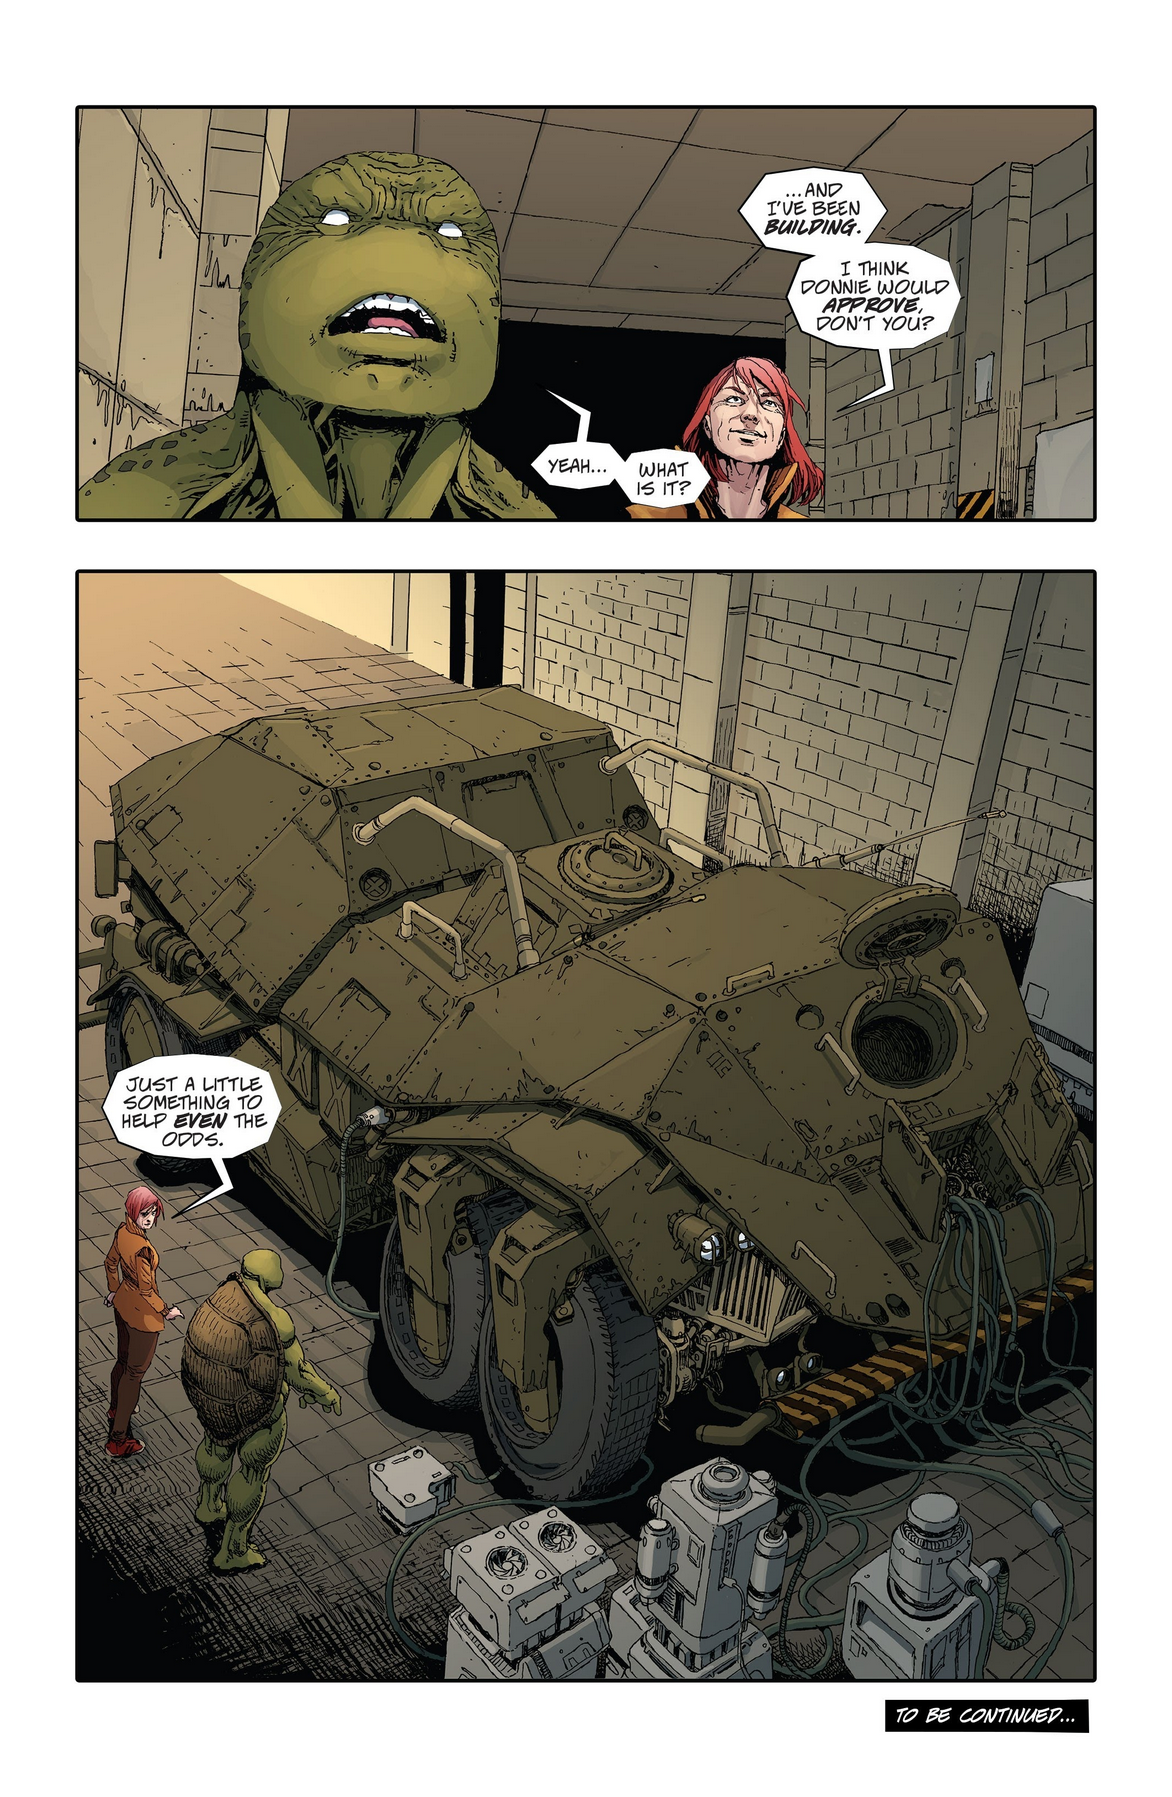 ...AND
I'VE BEEN
BUILDING.
I THINK
DONNIE WOULD
APPROVE,
DON'T YOU?
YEAH...
WHAT
IS IT?
JUST A LITTLE
SOMETHING TO
HELP EVEN THE
ODDS.
TO BE CONTINUED...